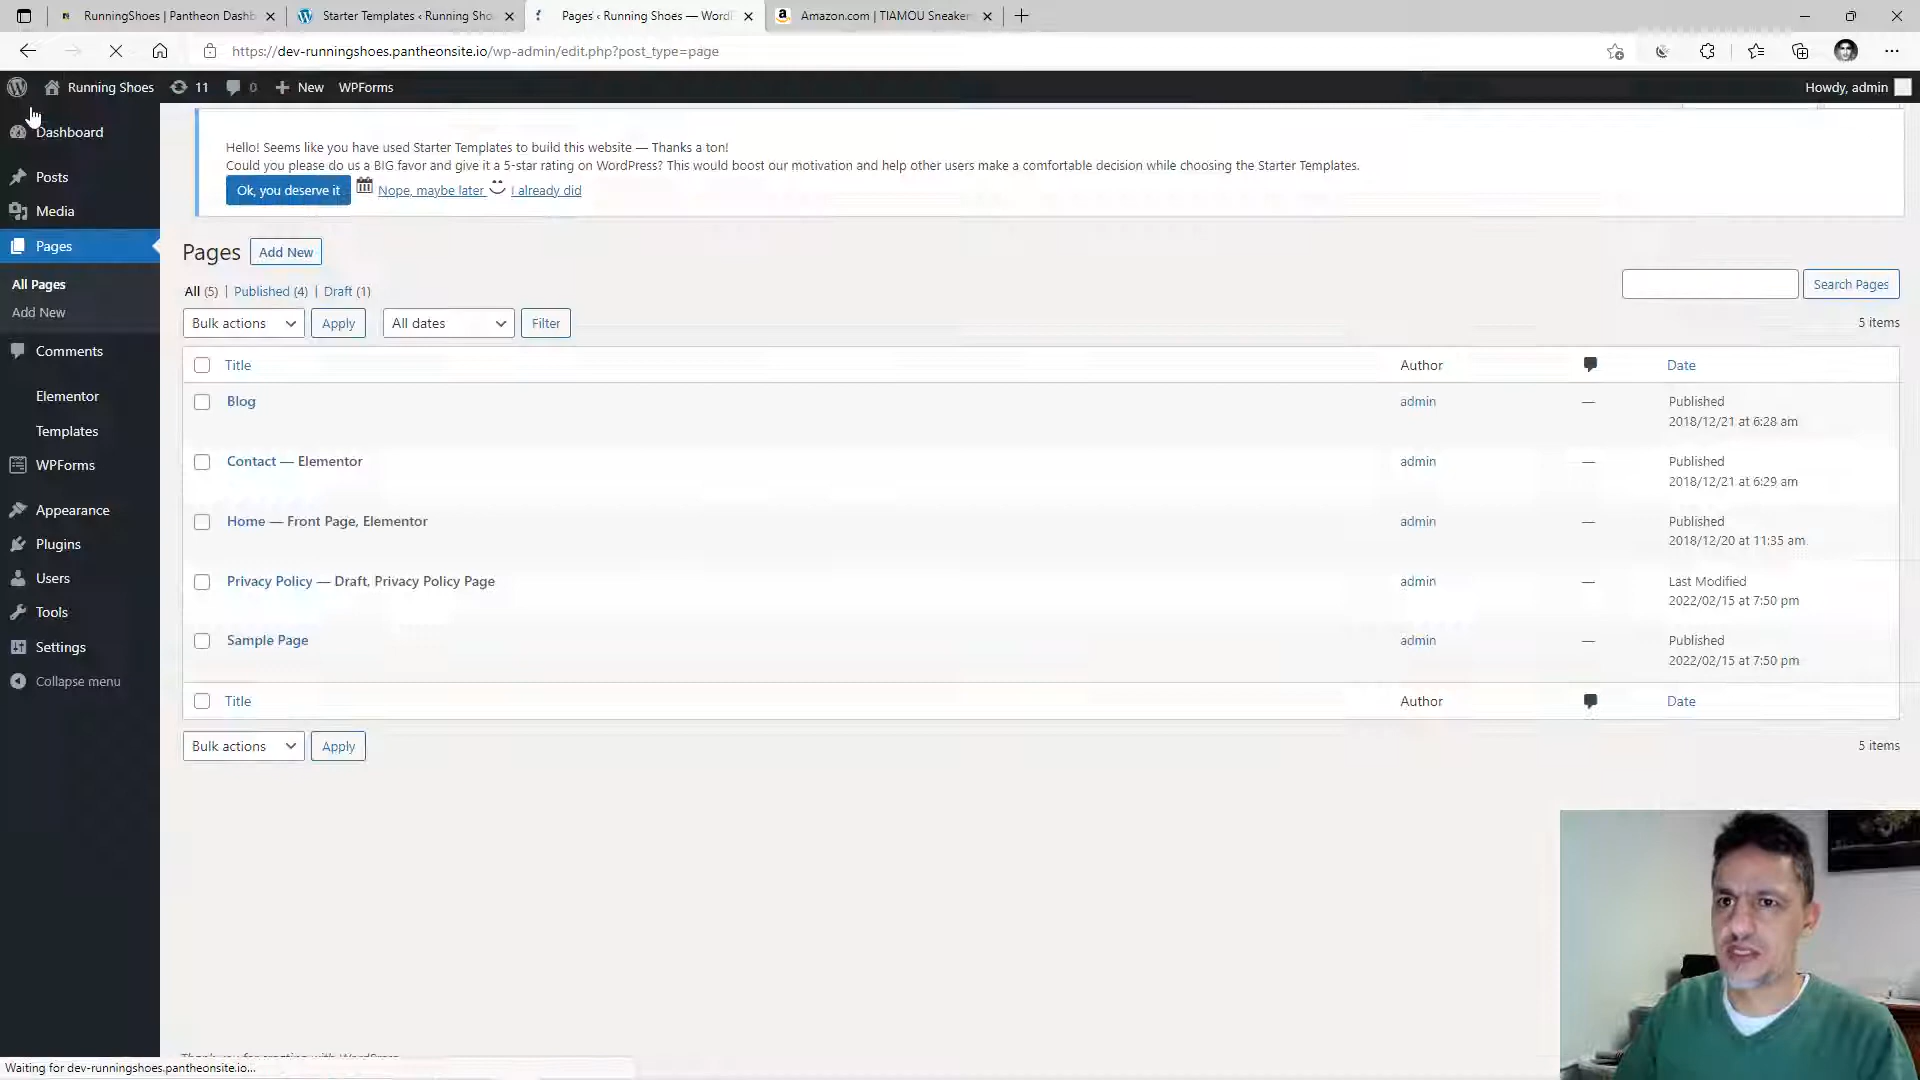 RunningShoes | Pantheon Dashb
Starter Templates ‹ Running Sho
Pages ‹ Running Shoes — WordP
Amazon.com | TIAMOU Sneaker
https://dev-runningshoes.pantheonsite.io/wp-admin/edit.php?post_type=page
Running Shoes 11 0 New WPForms Howdy, admin
Dashboard
Posts
Media
Pages
All Pages
Add New
Comments
Elementor
Templates
WPForms
Appearance
Plugins
Users
Tools
Settings
Collapse menu
Hello! Seems like you have used Starter Templates to build this website — Thanks a ton!
Could you please do us a BIG favor and give it a 5-star rating on WordPress? This would boost our motivation and help other users make a comfortable decision while choosing the Starter Templates.
Ok, you deserve it Nope, maybe later I already did
Pages Add New
All (5) | Published (4) | Draft (1)
Search Pages
Bulk actions Apply All dates Filter 5 items
Title Author Date
Blog admin — Published
2018/12/21 at 6:28 am
Contact — Elementor admin — Published
2018/12/21 at 6:29 am
Home — Front Page, Elementor admin — Published
2018/12/20 at 11:35 am
Privacy Policy — Draft, Privacy Policy Page admin — Last Modified
2022/02/15 at 7:50 pm
Sample Page admin — Published
2022/02/15 at 7:50 pm
Title Author Date
Bulk actions Apply 5 items
Waiting for dev-runningshoes.pantheonsite.io...